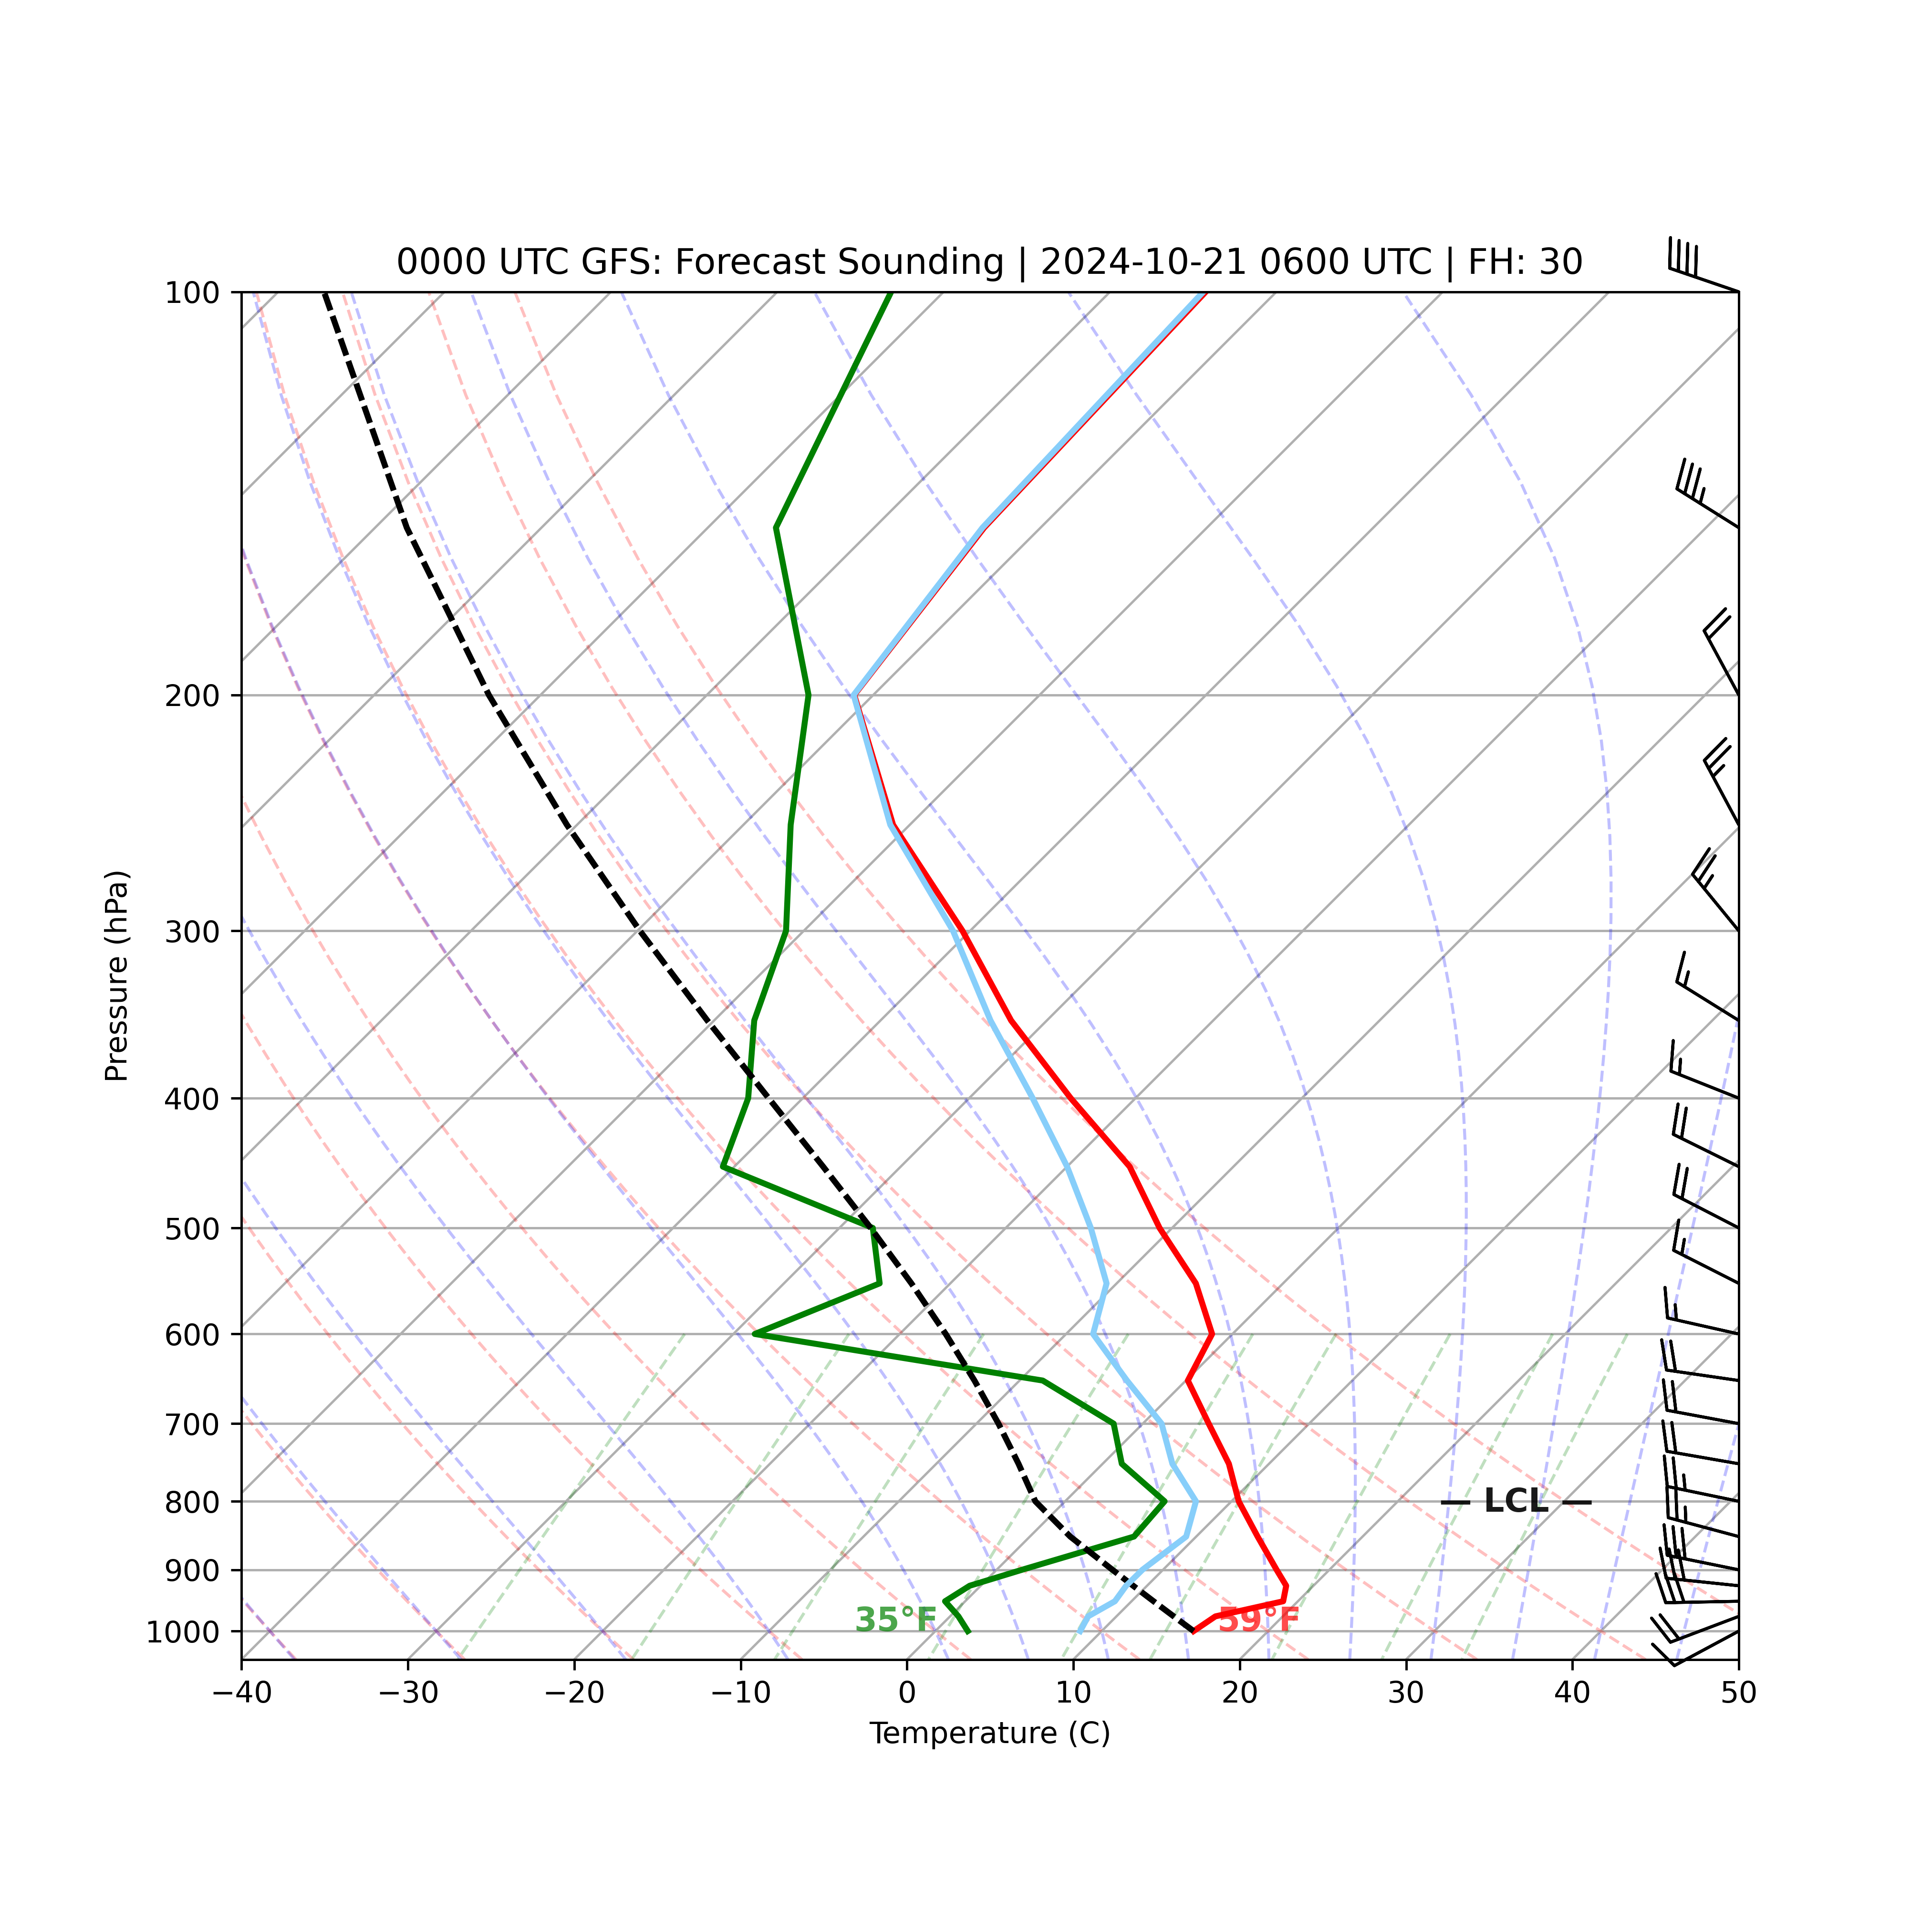 0000 UTC GFS: Forecast Sounding | 2024-10-21 0600 UTC | FH: 30
100
200
300
400
500
600
700
800
900
1000
Pressure (hPa)
— LCL —
35°F
59°F
−40 −30 −20 −10 0 10 20 30 40 50
Temperature (C)